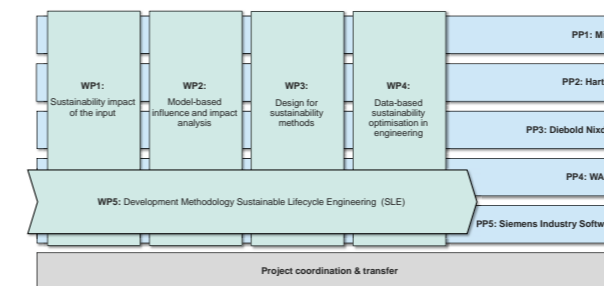 PP1:
WP1:
Sustainability impact
of the input
WP2:
Model-based
influence and impact
analysis
WP3:
Design for
sustainability
methods
WP4:
Data-based
sustainability
optimisation in
engineering
PP2: Hart
PP3: Diebold Nixd
PP4: WA
WP5: Development Methodology Sustainable Lifecycle Engineering (SLE)
PP5: Siemens Industry Softw
Project coordination & transfer